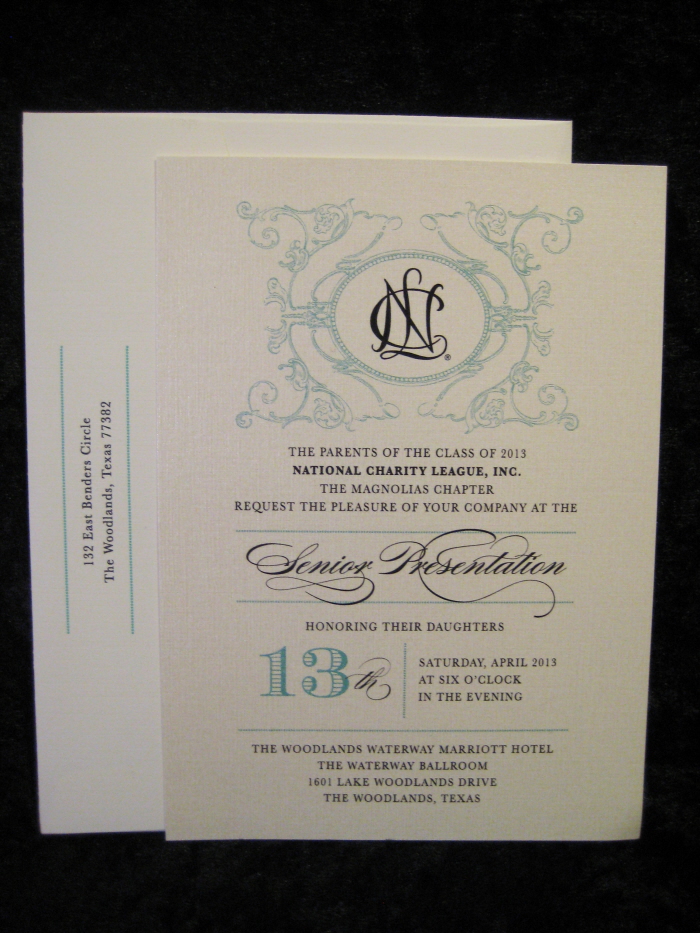 132 East Benders Circle
The Woodlands, Texas 77382
NCL®
THE PARENTS OF THE CLASS OF 2013
NATIONAL CHARITY LEAGUE, INC.
THE MAGNOLIAS CHAPTER
REQUEST THE PLEASURE OF YOUR COMPANY AT THE
Senior Presentation
HONORING THEIR DAUGHTERS
13th
SATURDAY, APRIL 2013
AT SIX O'CLOCK
IN THE EVENING
THE WOODLANDS WATERWAY MARRIOTT HOTEL
THE WATERWAY BALLROOM
1601 LAKE WOODLANDS DRIVE
THE WOODLANDS, TEXAS